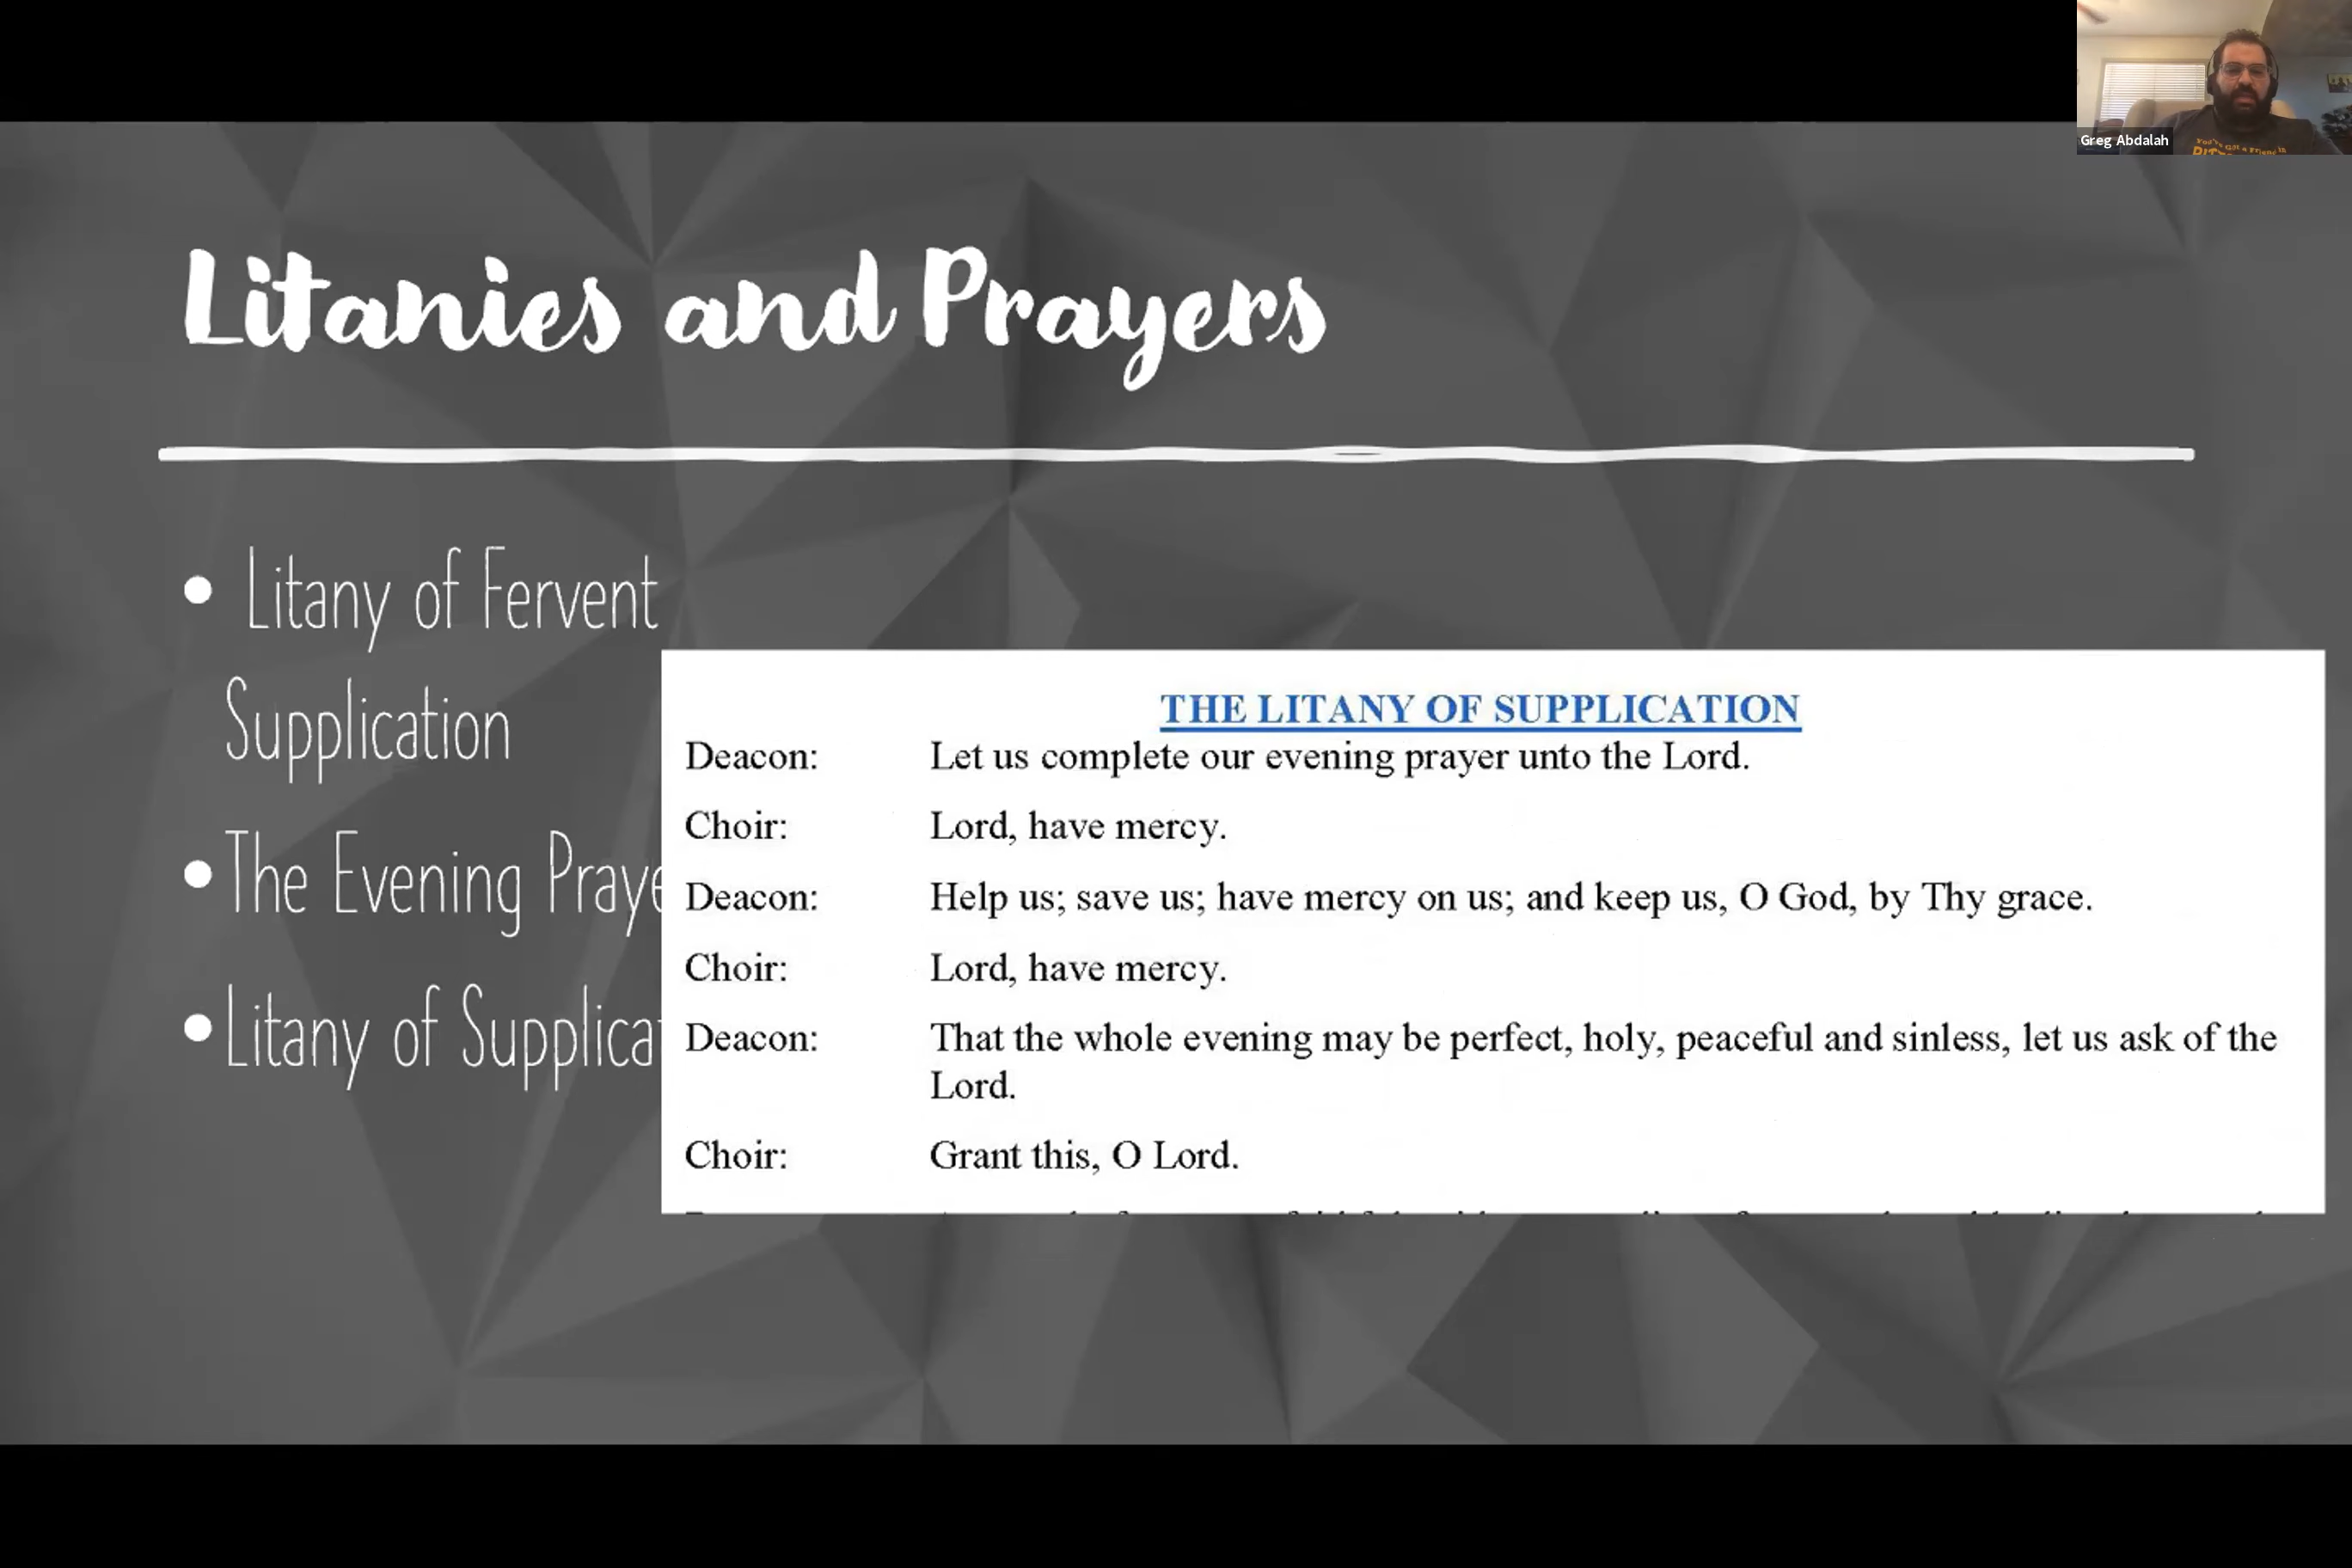 Greg Abdalah
Litanies and Prayers
• Litany of Fervent
Supplication
• The Evening Praye
• Litany of Supplica
THE LITANY OF SUPPLICATION
Deacon: Let us complete our evening prayer unto the Lord.
Choir: Lord, have mercy.
Deacon: Help us; save us; have mercy on us; and keep us, O God, by Thy grace.
Choir: Lord, have mercy.
Deacon: That the whole evening may be perfect, holy, peaceful and sinless, let us ask of the
Lord.
Choir: Grant this, O Lord.